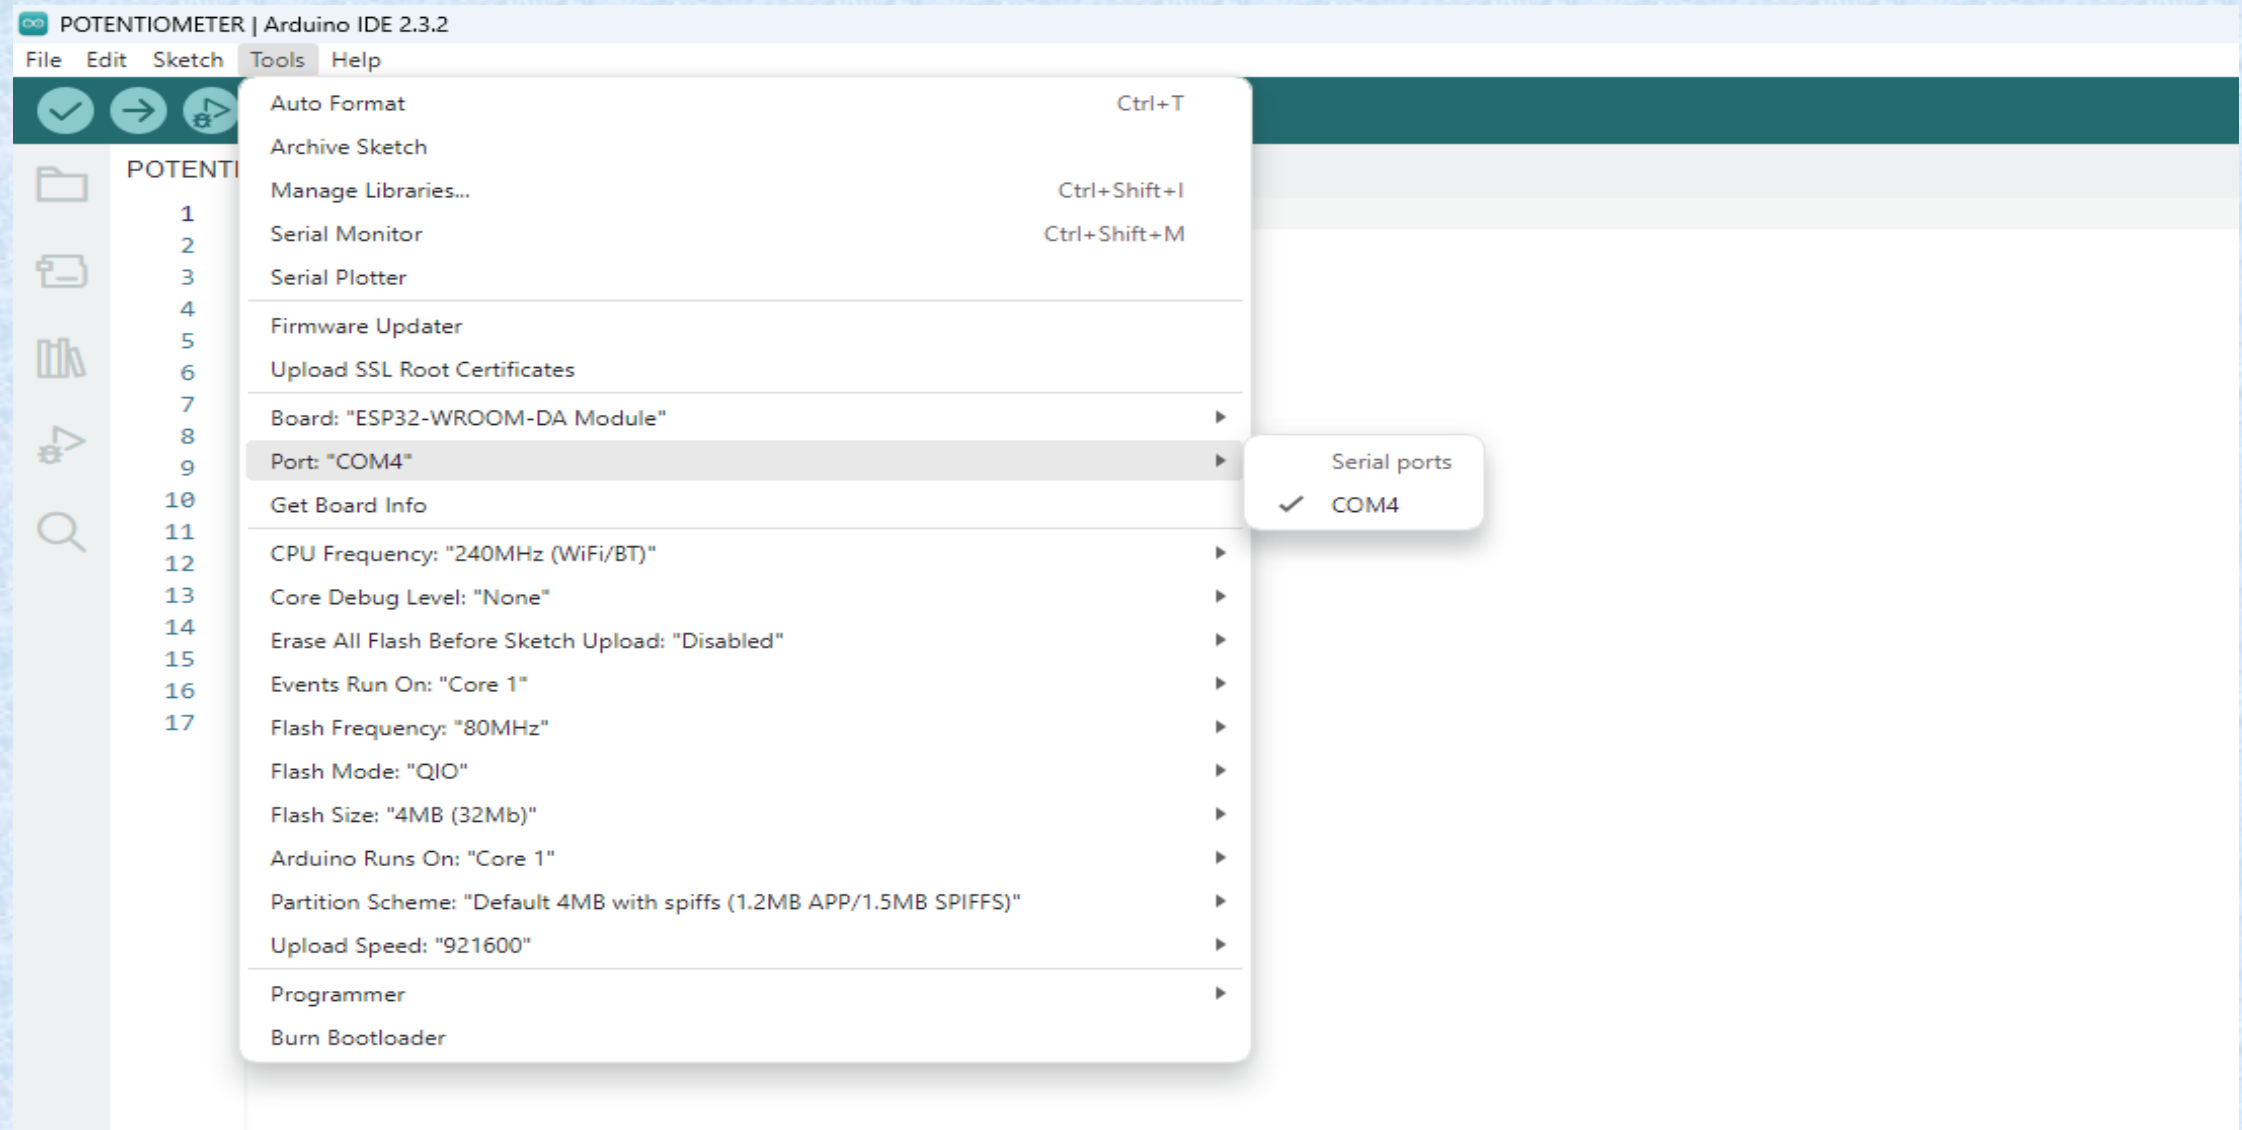 POTENTIOMETER | Arduino IDE 2.3.2
File Edit Sketch Tools Help
Auto Format Ctrl+T
Archive Sketch
POTENTI
Manage Libraries... Ctrl+Shift+I
1
Serial Monitor Ctrl+Shift+M
2
3 Serial Plotter
4
Firmware Updater
5
6 Upload SSL Root Certificates
7
Board: "ESP32-WROOM-DA Module"
8
9 Port: "COM4" Serial ports
10 Get Board Info COM4
11
12 CPU Frequency: "240MHz (WiFi/BT)"
13 Core Debug Level: "None"
14
Erase All Flash Before Sketch Upload: "Disabled"
15
16 Events Run On: "Core 1"
17 Flash Frequency: "80MHz"
Flash Mode: "QIO"
Flash Size: "4MB (32Mb)"
Arduino Runs On: "Core 1"
Partition Scheme: "Default 4MB with spiffs (1.2MB APP/1.5MB SPIFFS)"
Upload Speed: "921600"
Programmer
Burn Bootloader